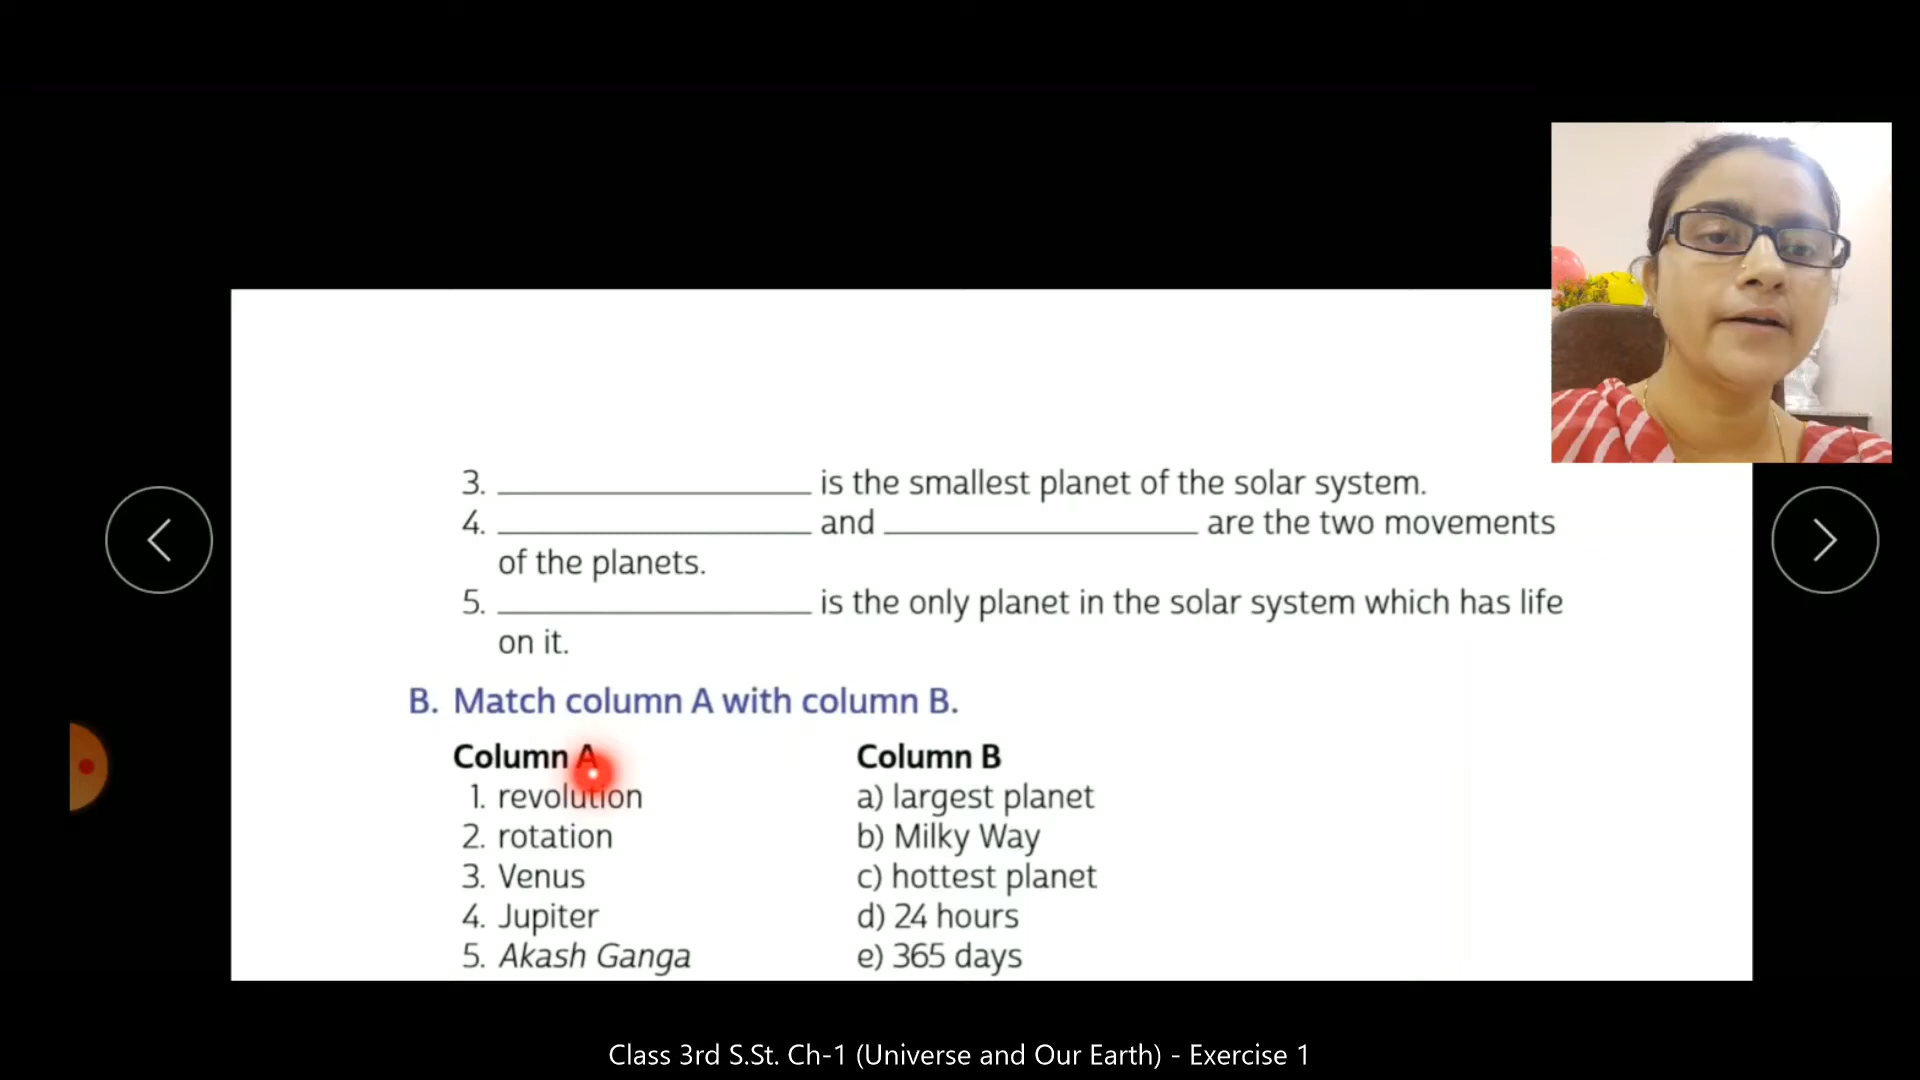 3. ____________________ is the smallest planet of the solar system.
4. ____________________ and ____________________ are the two movements
of the planets.
5. ____________________ is the only planet in the solar system which has life
on it.
B. Match column A with column B.
Column A Column B
1. revolution a) largest planet
2. rotation b) Milky Way
3. Venus c) hottest planet
4. Jupiter d) 24 hours
5. Akash Ganga e) 365 days
Class 3rd S.St. Ch-1 (Universe and Our Earth) - Exercise 1